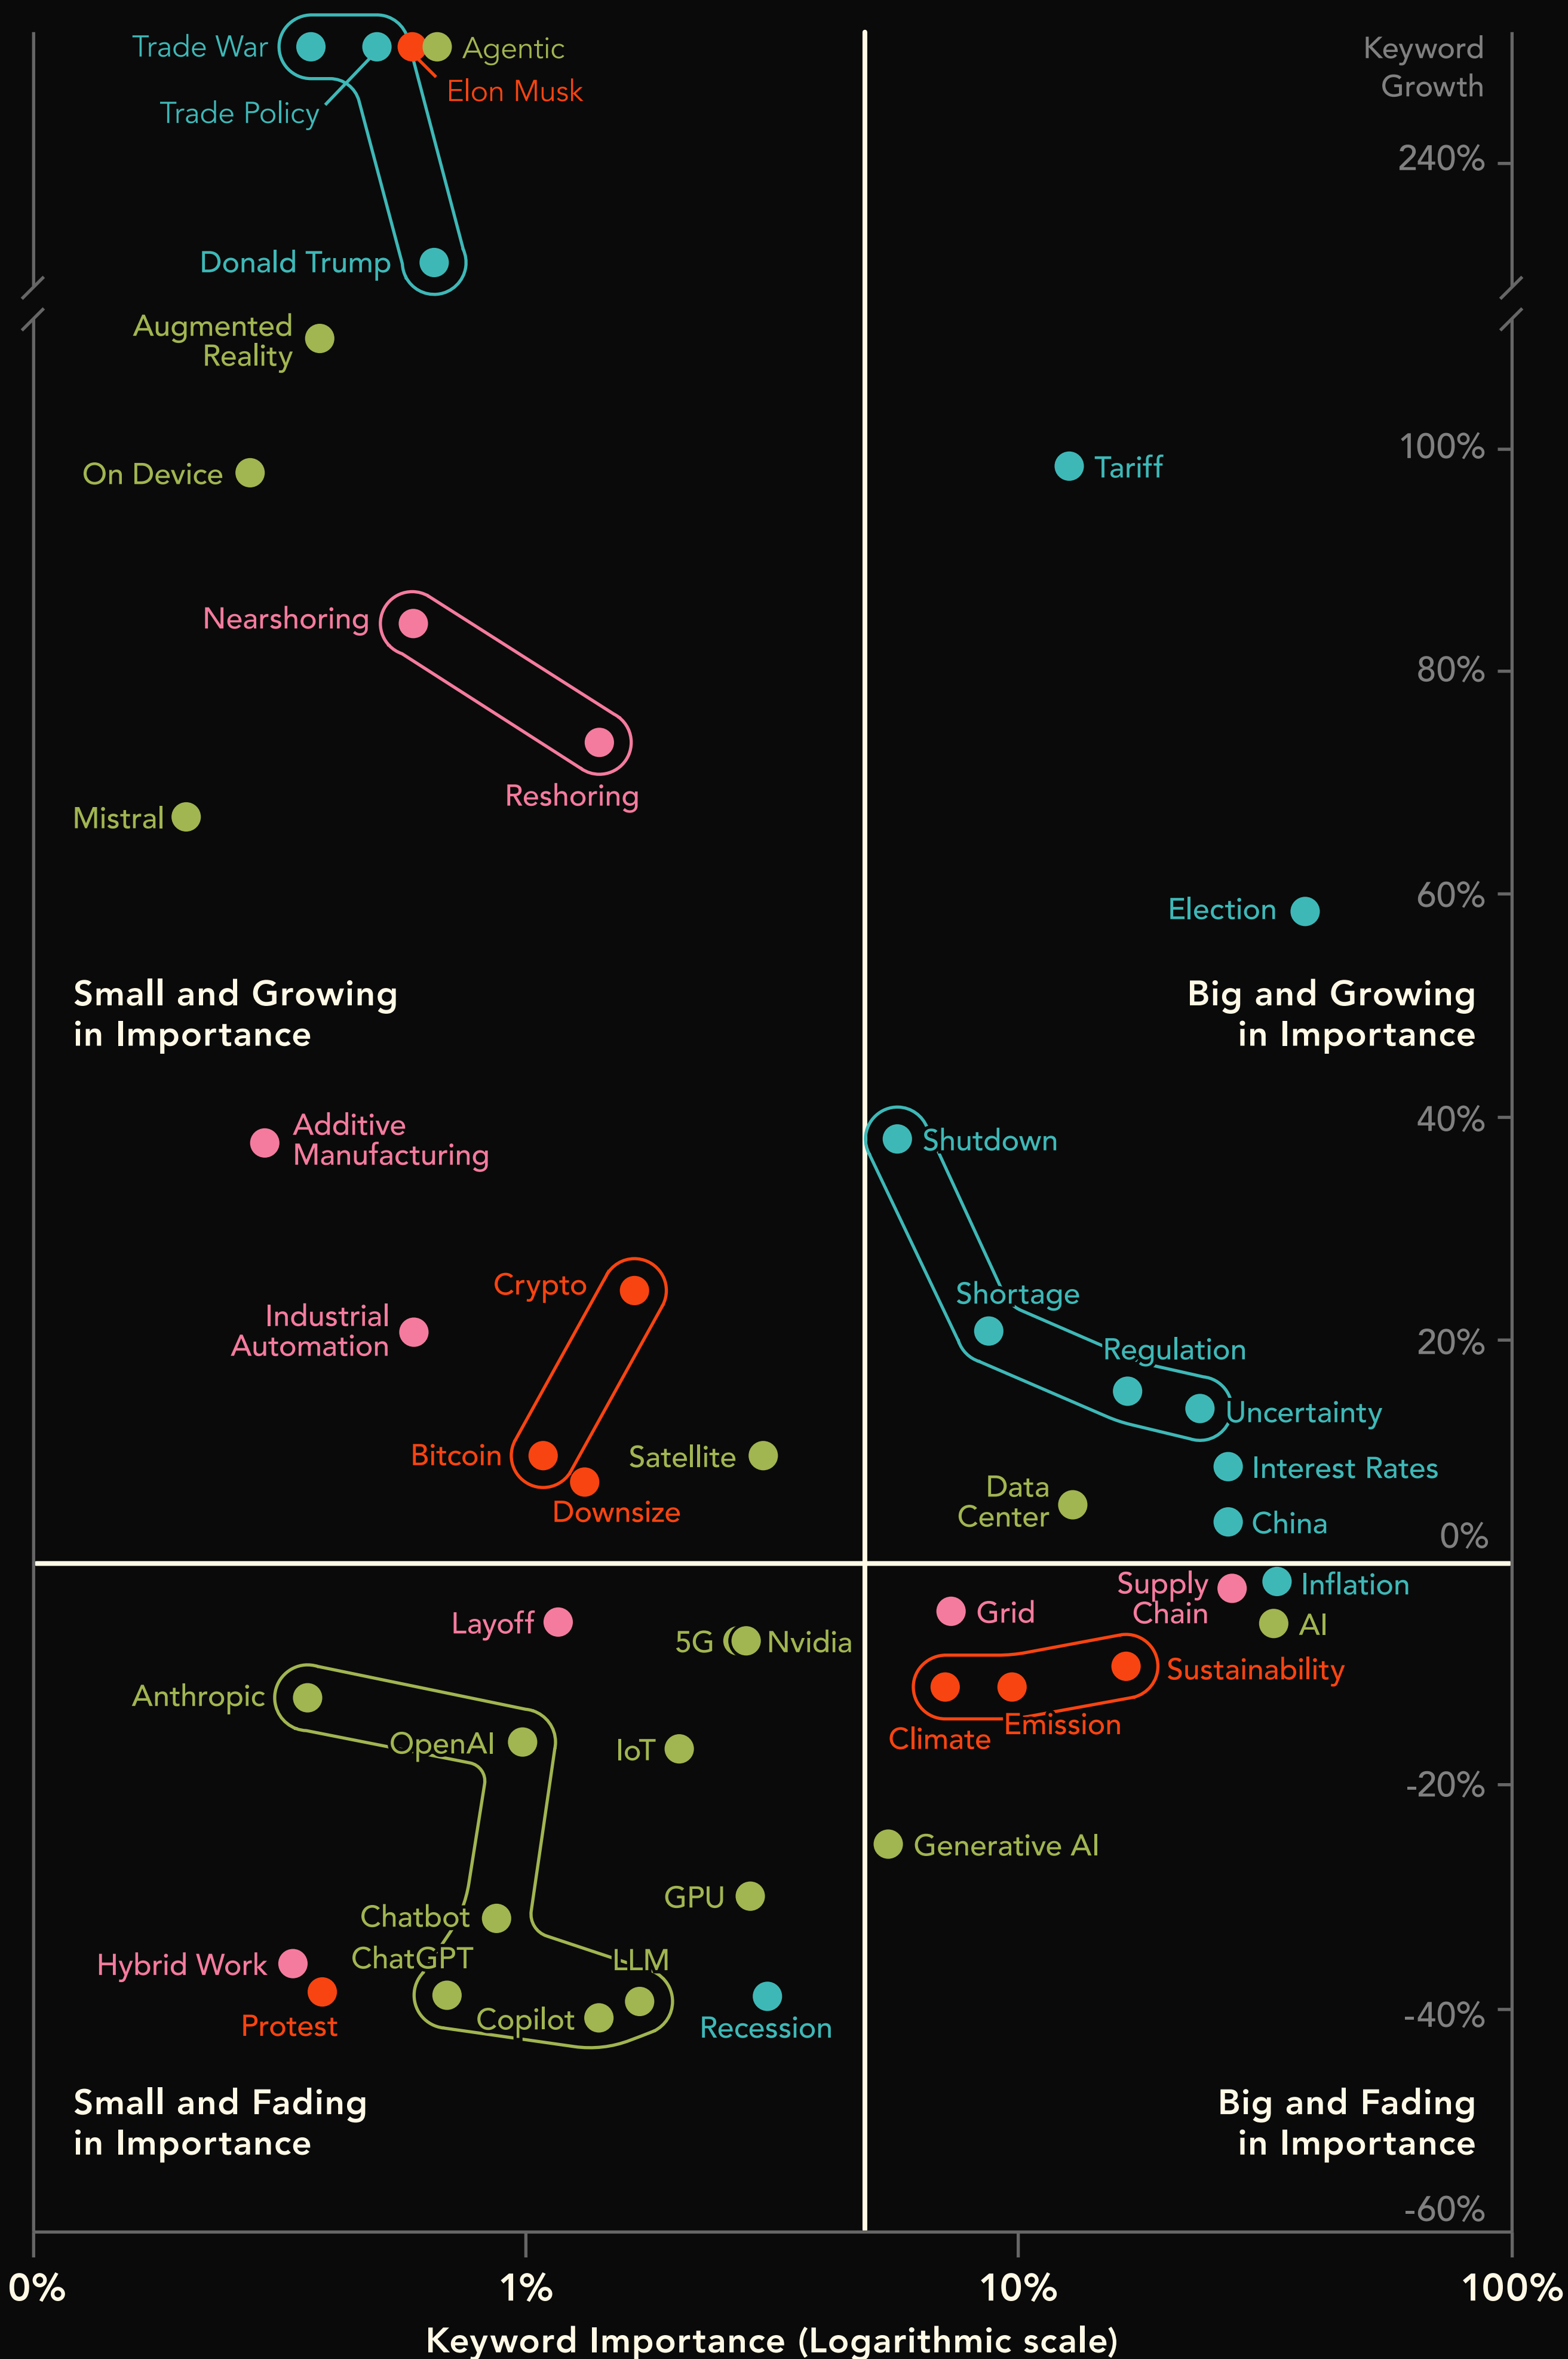 Trade War
Agentic
Elon Musk
Trade Policy
Keyword
Growth
240%
Donald Trump
Augmented
Reality
100%
On Device
Tariff
Nearshoring
80%
Reshoring
Mistral
60%
Election
Small and Growing
in Importance
Big and Growing
in Importance
Additive
Manufacturing
40%
Shutdown
Crypto
Shortage
Industrial
Automation
20%
Regulation
Uncertainty
Bitcoin
Satellite
Interest Rates
Data
Center
Downsize
China
0%
Supply
Chain
Inflation
Layoff
Grid
AI
5G
Nvidia
Sustainability
Anthropic
Emission
Climate
OpenAI
IoT
-20%
Generative AI
GPU
Chatbot
ChatGPT
LLM
Hybrid Work
Protest
Copilot
Recession
-40%
Small and Fading
in Importance
Big and Fading
in Importance
-60%
0%
1%
10%
100%
Keyword Importance (Logarithmic scale)